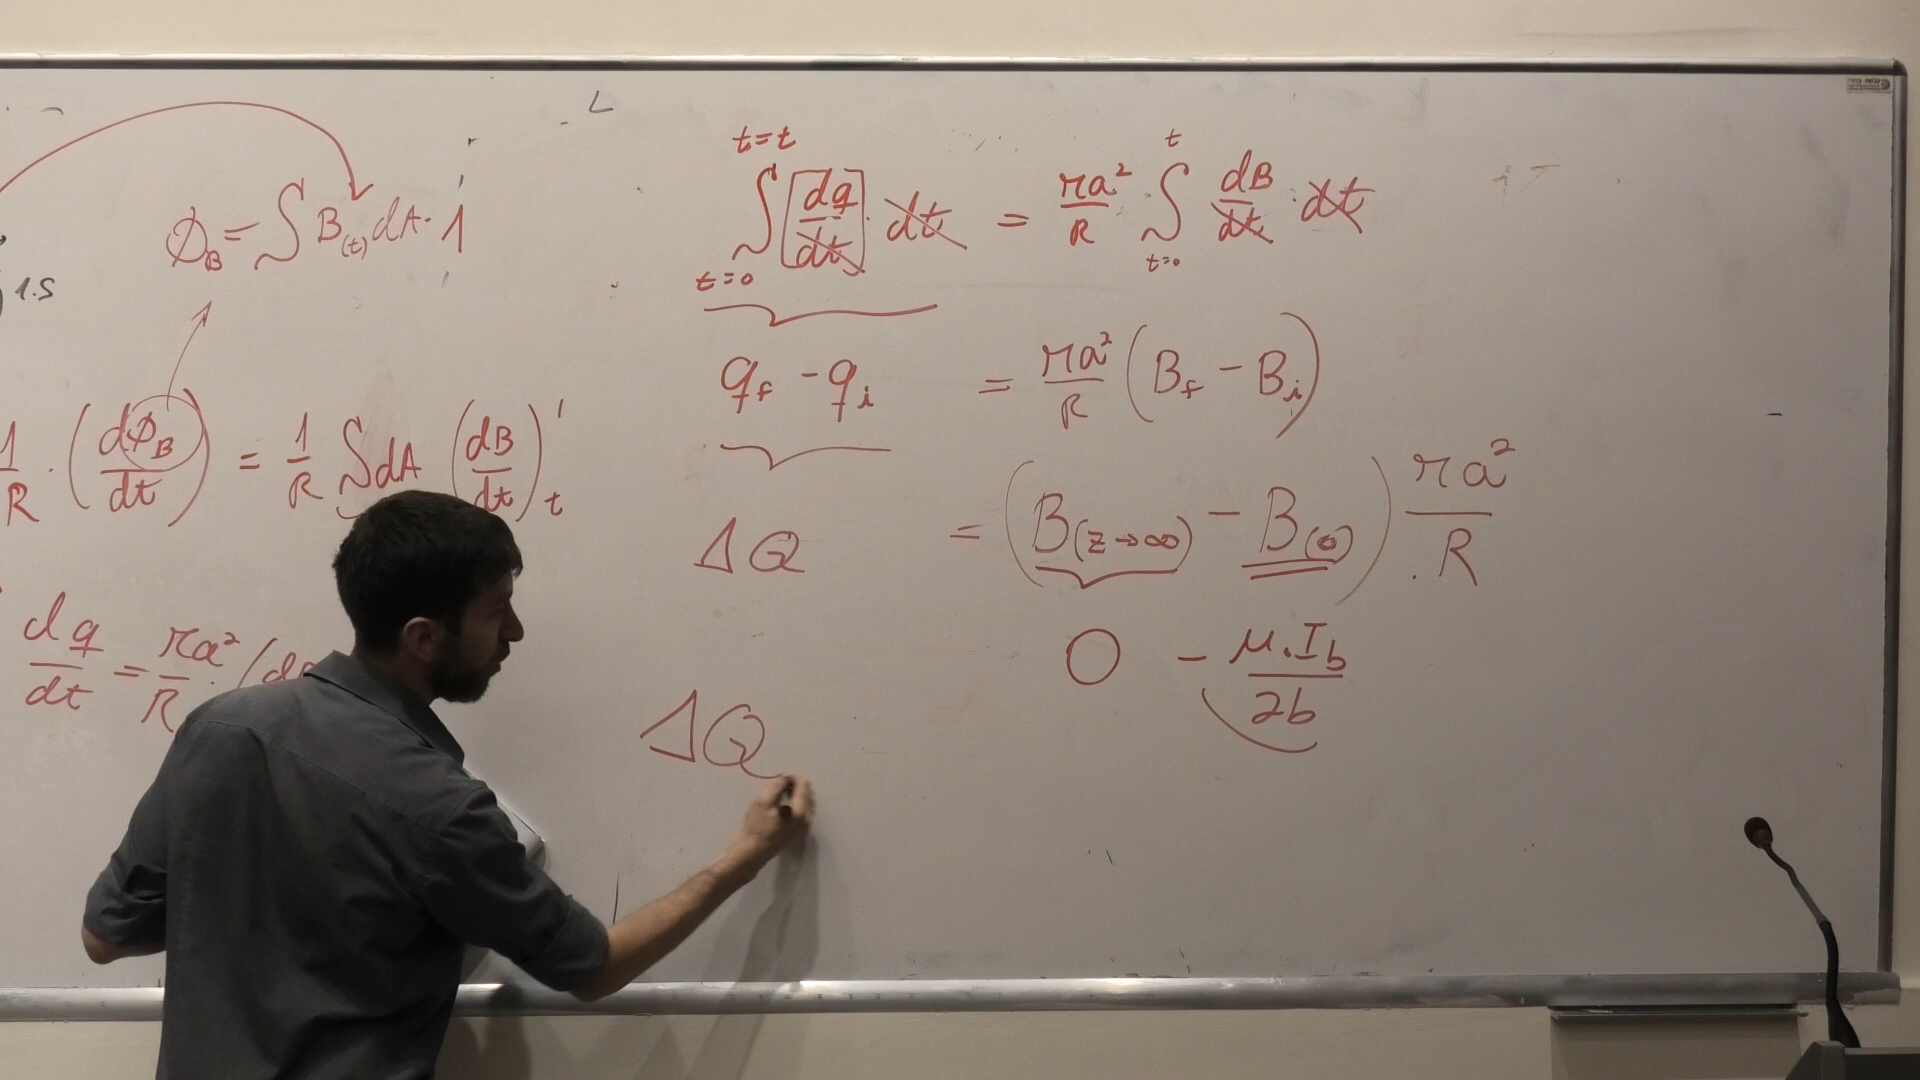 Φ_B = ∫ B_(t) dA · 1
1.5
1/R · (dΦ_B/dt) = 1/R ∫ dA (dB/dt)_t
dq/dt = πa²/R · (d
∫_{t=0}^{t=t} [dq/dt] · dt = πa²/R ∫_{t=0}^{t} dB/dt · dt
q_f - q_i = πa²/R (B_f - B_i)
ΔQ = (B_(z→∞) - B_(0)) πa²/R
0 - μ₀I_b/2b
ΔQ